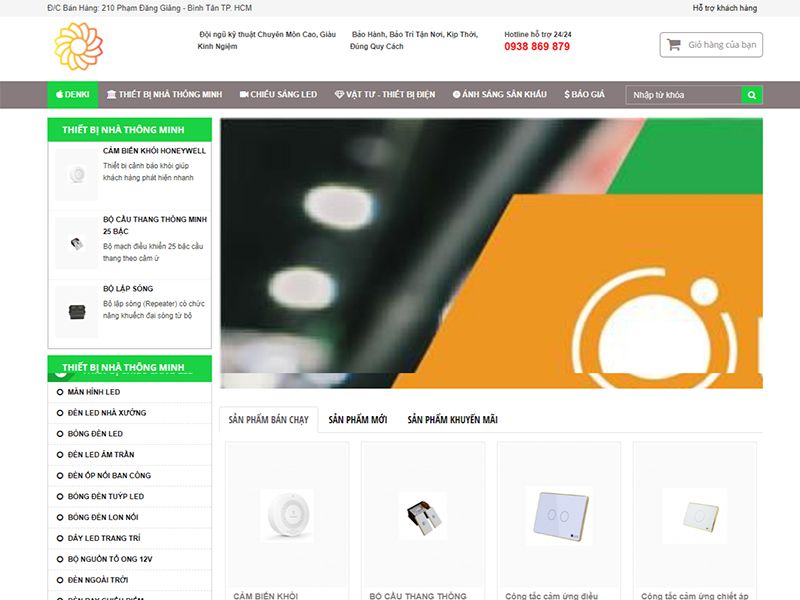 Đ/C Bán Hàng: 210 Phạm Đăng Giảng - Bình Tân TP. HCM
Hỗ trợ khách hàng
Đội ngũ kỹ thuật Chuyên Môn Cao, Giàu
Kinh Ngiệm
Bảo Hành, Bảo Trì Tận Nơi, Kịp Thời,
Đúng Quy Cách
Hotline hỗ trợ 24/24
0938 869 879
Giỏ hàng của bạn
DENKI
THIẾT BỊ NHÀ THÔNG MINH
CHIẾU SÁNG LED
VẬT TƯ - THIẾT BỊ ĐIỆN
ÁNH SÁNG SÂN KHẤU
BÁO GIÁ
Nhập từ khóa
THIẾT BỊ NHÀ THÔNG MINH
CẢM BIẾN KHÓI HONEYWELL
Thiết bị cảnh báo khói giúp
khách hàng phát hiện nhanh
BỘ CẦU THANG THÔNG MINH
25 BẬC
Bộ mạch điều khiển 25 bậc cầu
thang theo cảm ứ
BỘ LẶP SÓNG
Bộ lặp sóng (Repeater) có chức
năng khuếch đại sóng từ bộ
THIẾT BỊ NHÀ THÔNG MINH
MÀN HÌNH LED
ĐÈN LED NHÀ XƯỞNG
BÓNG ĐÈN LED
ĐÈN LED ÂM TRẦN
ĐÈN ỐP NỔI BAN CÔNG
BÓNG ĐÈN TUÝP LED
BÓNG ĐÈN LON NỔI
DÂY LED TRANG TRÍ
BỘ NGUỒN TỔ ONG 12V
ĐÈN NGOÀI TRỜI
SẢN PHẨM BÁN CHẠY
SẢN PHẨM MỚI
SẢN PHẨM KHUYẾN MÃI
CẢM BIẾN KHÓI
BỘ CẦU THANG THÔNG
Công tắc cảm ứng điều
Công tắc cảm ứng chiết áp